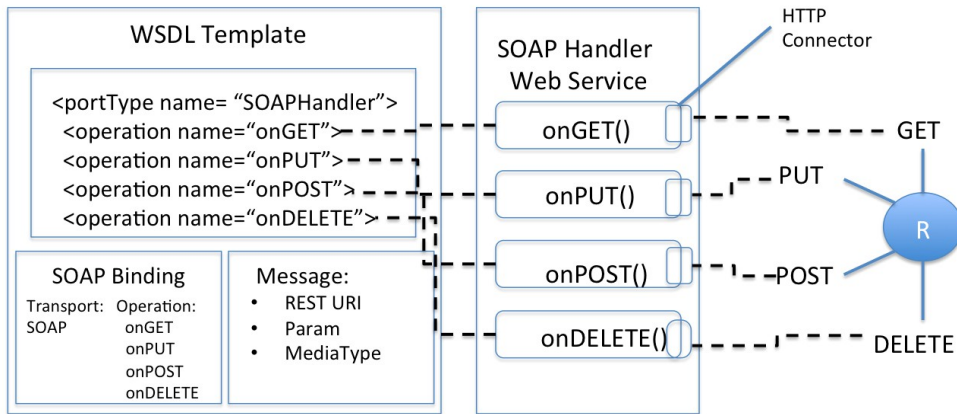 WSDL Template
<portType name= “SOAPHandler”>
<operation name=“onGET”>
<operation name=“onPUT”>
<operation name=“onPOST”>
<operation name=“onDELETE”>
SOAP Binding
Transport:
SOAP
Operation:
onGET
onPUT
onPOST
onDELETE
Message:
• REST URI
• Param
• MediaType
SOAP Handler
Web Service
onGET()
onPUT()
onPOST()
onDELETE()
HTTP
Connector
GET
PUT
R
POST
DELETE